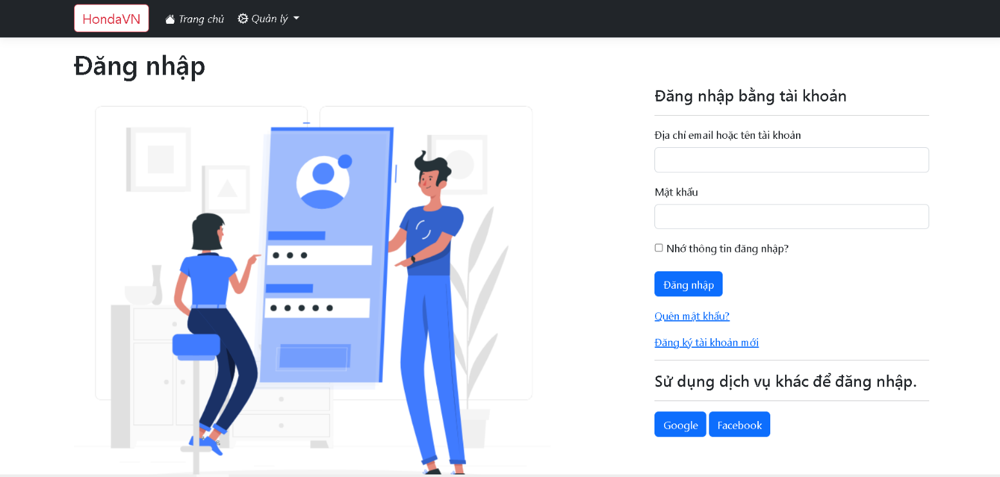 HondaVN Trang chủ Quản lý
Đăng nhập
Đăng nhập bằng tài khoản
Địa chỉ email hoặc tên tài khoản
Mật khẩu
Nhớ thông tin đăng nhập?
Đăng nhập
Quên mật khẩu?
Đăng ký tài khoản mới
Sử dụng dịch vụ khác để đăng nhập.
Google Facebook